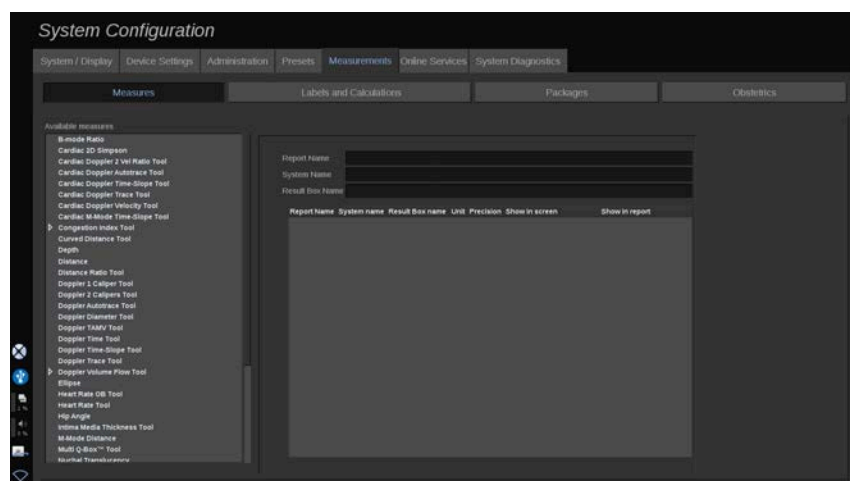 System Configuration
System / Display Device Settings Administration Presets Measurements Online Services System Diagnostics
Measures Labels and Calculations Packages Obstetrics
Available measures
B-mode Ratio
Cardiac 2D Simpson
Cardiac Doppler 2 Vel Ratio Tool
Cardiac Doppler Autotrace Tool
Cardiac Doppler Time-Slope Tool
Cardiac Doppler Trace Tool
Cardiac Doppler Velocity Tool
Cardiac M-Mode Time-Slope Tool
Congestion Index Tool
Curved Distance Tool
Depth
Distance
Distance Ratio Tool
Doppler 1 Caliper Tool
Doppler 2 Calipers Tool
Doppler Autotrace Tool
Doppler Diameter Tool
Doppler TAMV Tool
Doppler Time Tool
Doppler Time-Slope Tool
Doppler Trace Tool
Doppler Volume Flow Tool
Ellipse
Heart Rate OB Tool
Heart Rate Tool
Hip Angle
Intima Media Thickness Tool
M-Mode Distance
Multi Q-Box™ Tool
Nuchal Translucency
Report Name
System Name
Result Box Name
Report Name System name Result Box name Unit Precision Show in screen Show in report